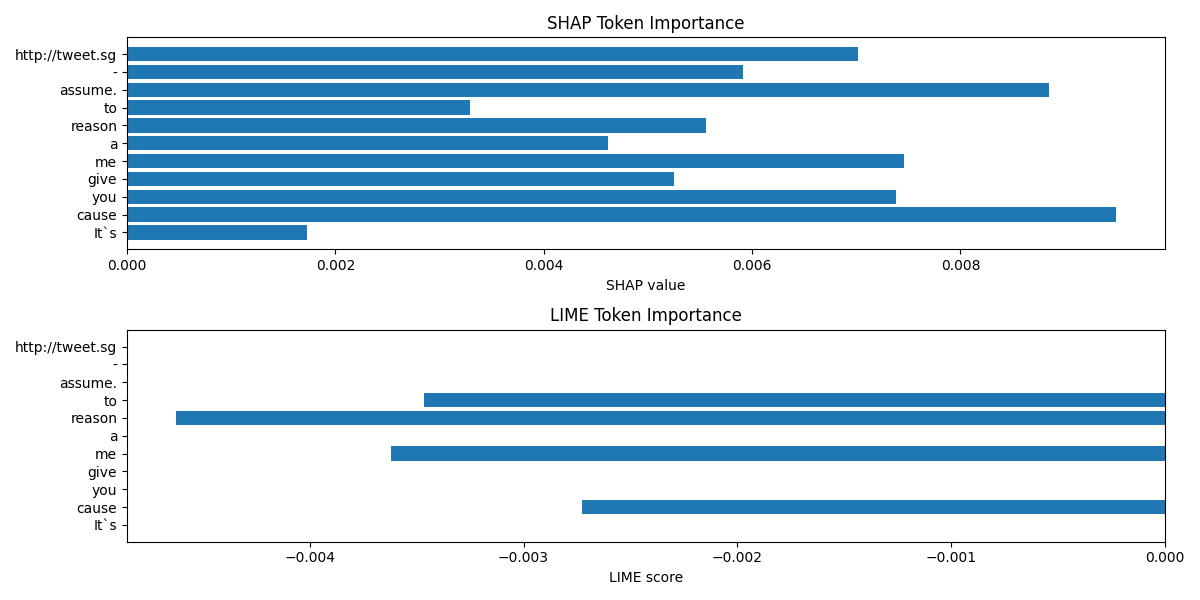 SHAP Token Importance
http://tweet.sg
-
assume.
to
reason
a
me
give
you
cause
It`s
0.000 0.002 0.004 0.006 0.008
SHAP value
LIME Token Importance
http://tweet.sg
-
assume.
to
reason
a
me
give
you
cause
It`s
−0.004 −0.003 −0.002 −0.001 0.000
LIME score